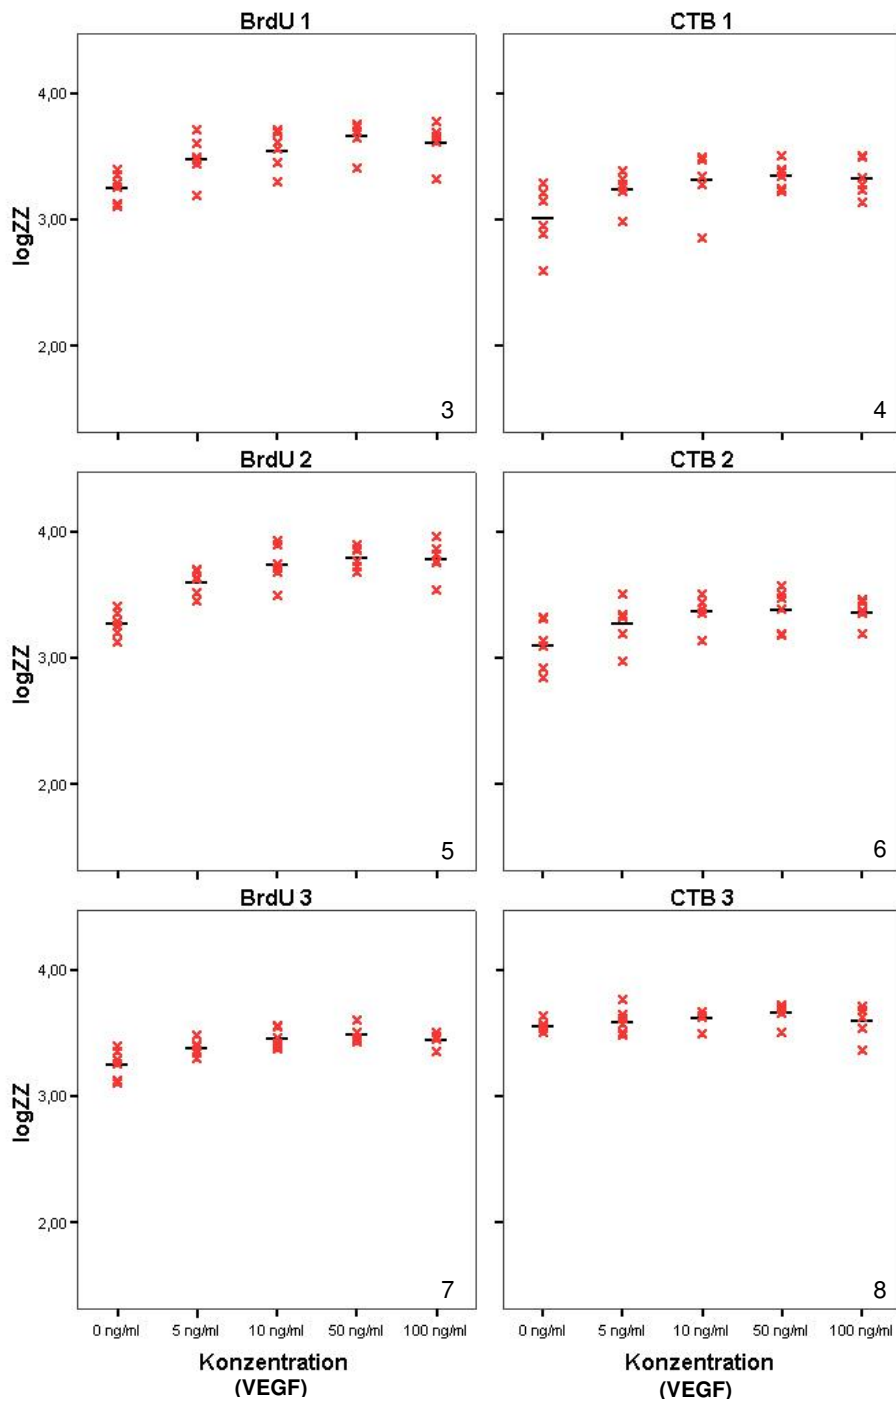 BrdU 1 CTB 1
4,00
3,00
logZZ
2,00
3 4
BrdU 2 CTB 2
4,00
3,00
logZZ
2,00
5 6
BrdU 3 CTB 3
4,00
3,00
logZZ
2,00
7 8
0 ng/ml 5 ng/ml 10 ng/ml 50 ng/ml 100 ng/ml 0 ng/ml 5 ng/ml 10 ng/ml 50 ng/ml 100 ng/ml
Konzentration Konzentration
(VEGF) (VEGF)